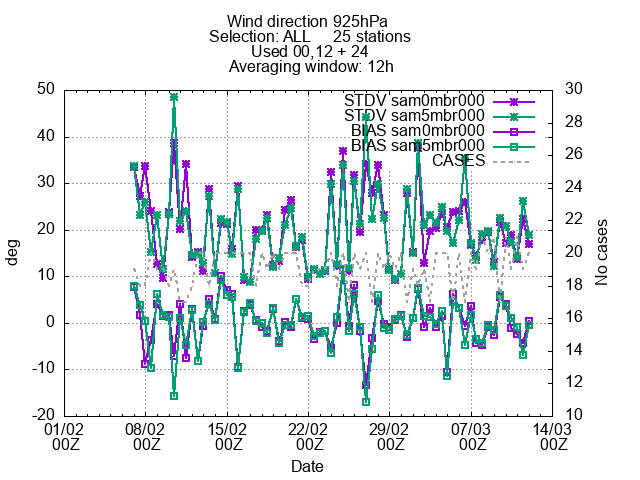 Wind direction 925hPa
Selection: ALL 25 stations
Used 00,12 + 24
Averaging window: 12h
50 30
STDV sam0mbr000
STDV sam5mbr000
BIAS sam0mbr000
BIAS sam5mbr000
CASES
40 28
30 26
20 24
10 22
0 20
-10 18
-20 16
14
12
10
deg
No cases
01/02 08/02 15/02 22/02 29/02 07/03 14/03
00Z 00Z 00Z 00Z 00Z 00Z 00Z
Date